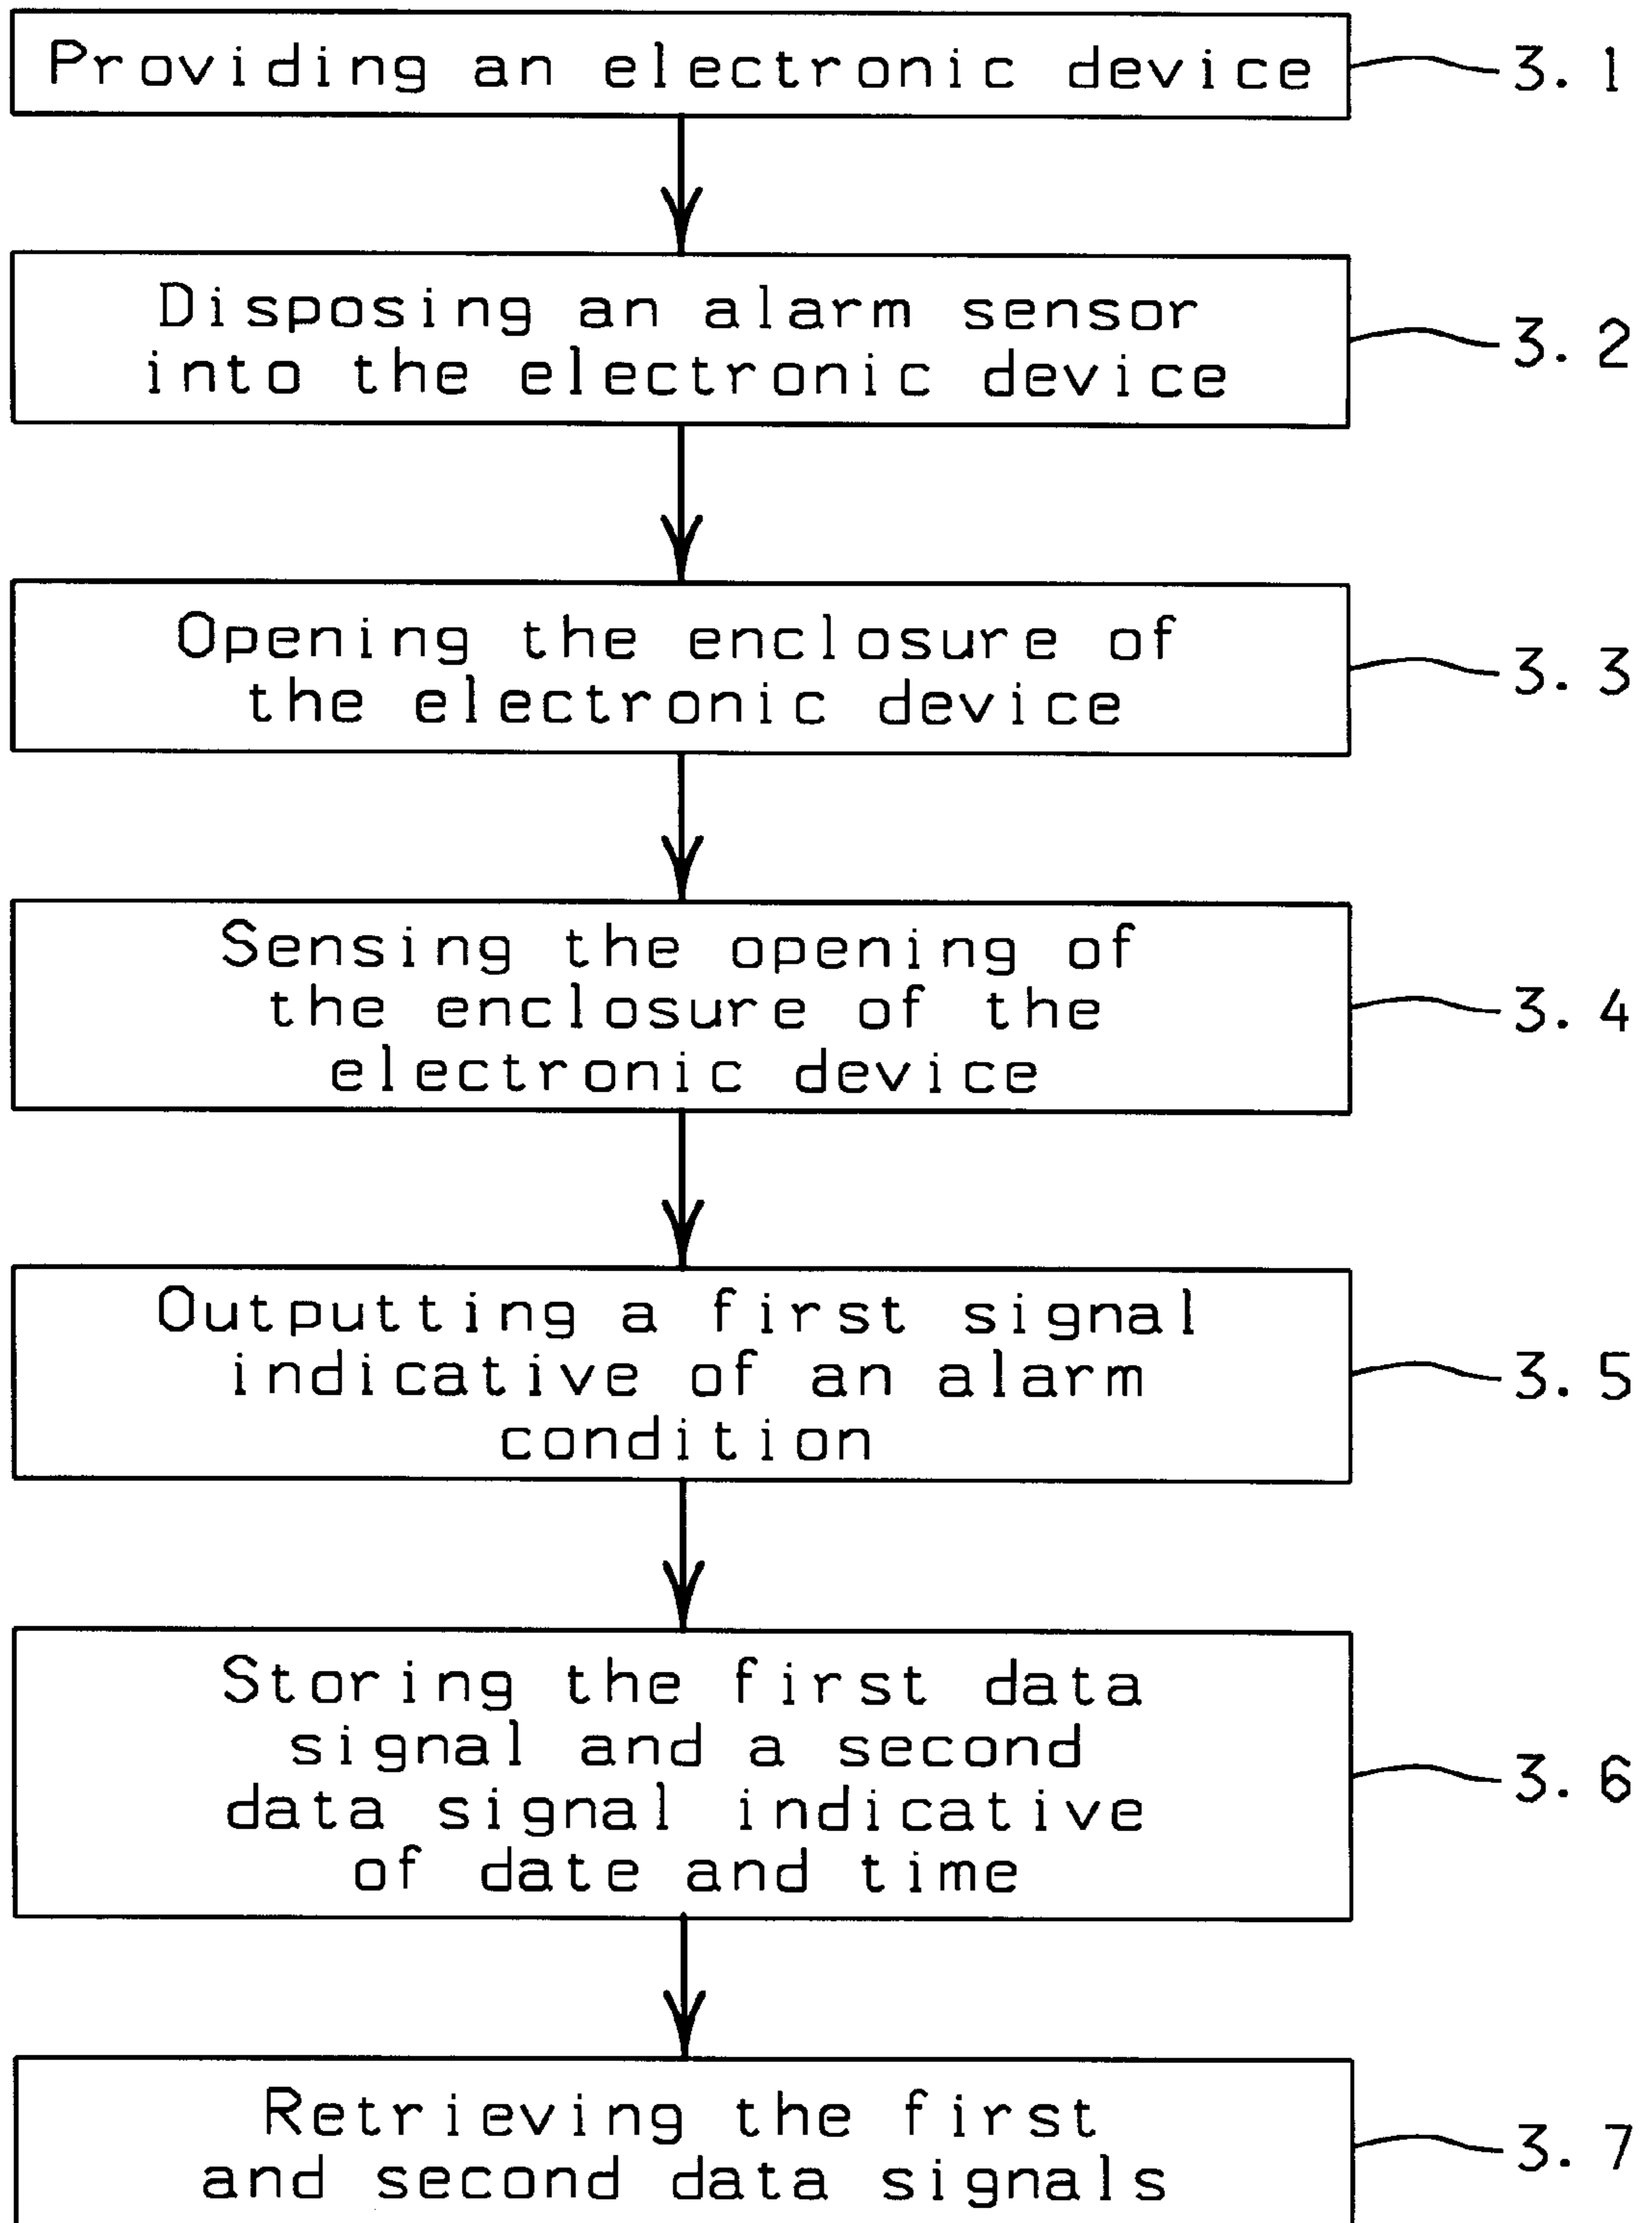 Providing an electronic device
3.1
Disposing an alarm sensor
into the electronic device
3.2
Opening the enclosure of
the electronic device
3.3
Sensing the opening of
the enclosure of the
electronic device
3.4
Outputting a first signal
indicative of an alarm
condition
3.5
Storing the first data
signal and a second
data signal indicative
of date and time
3.6
Retrieving the first
and second data signals
3.7